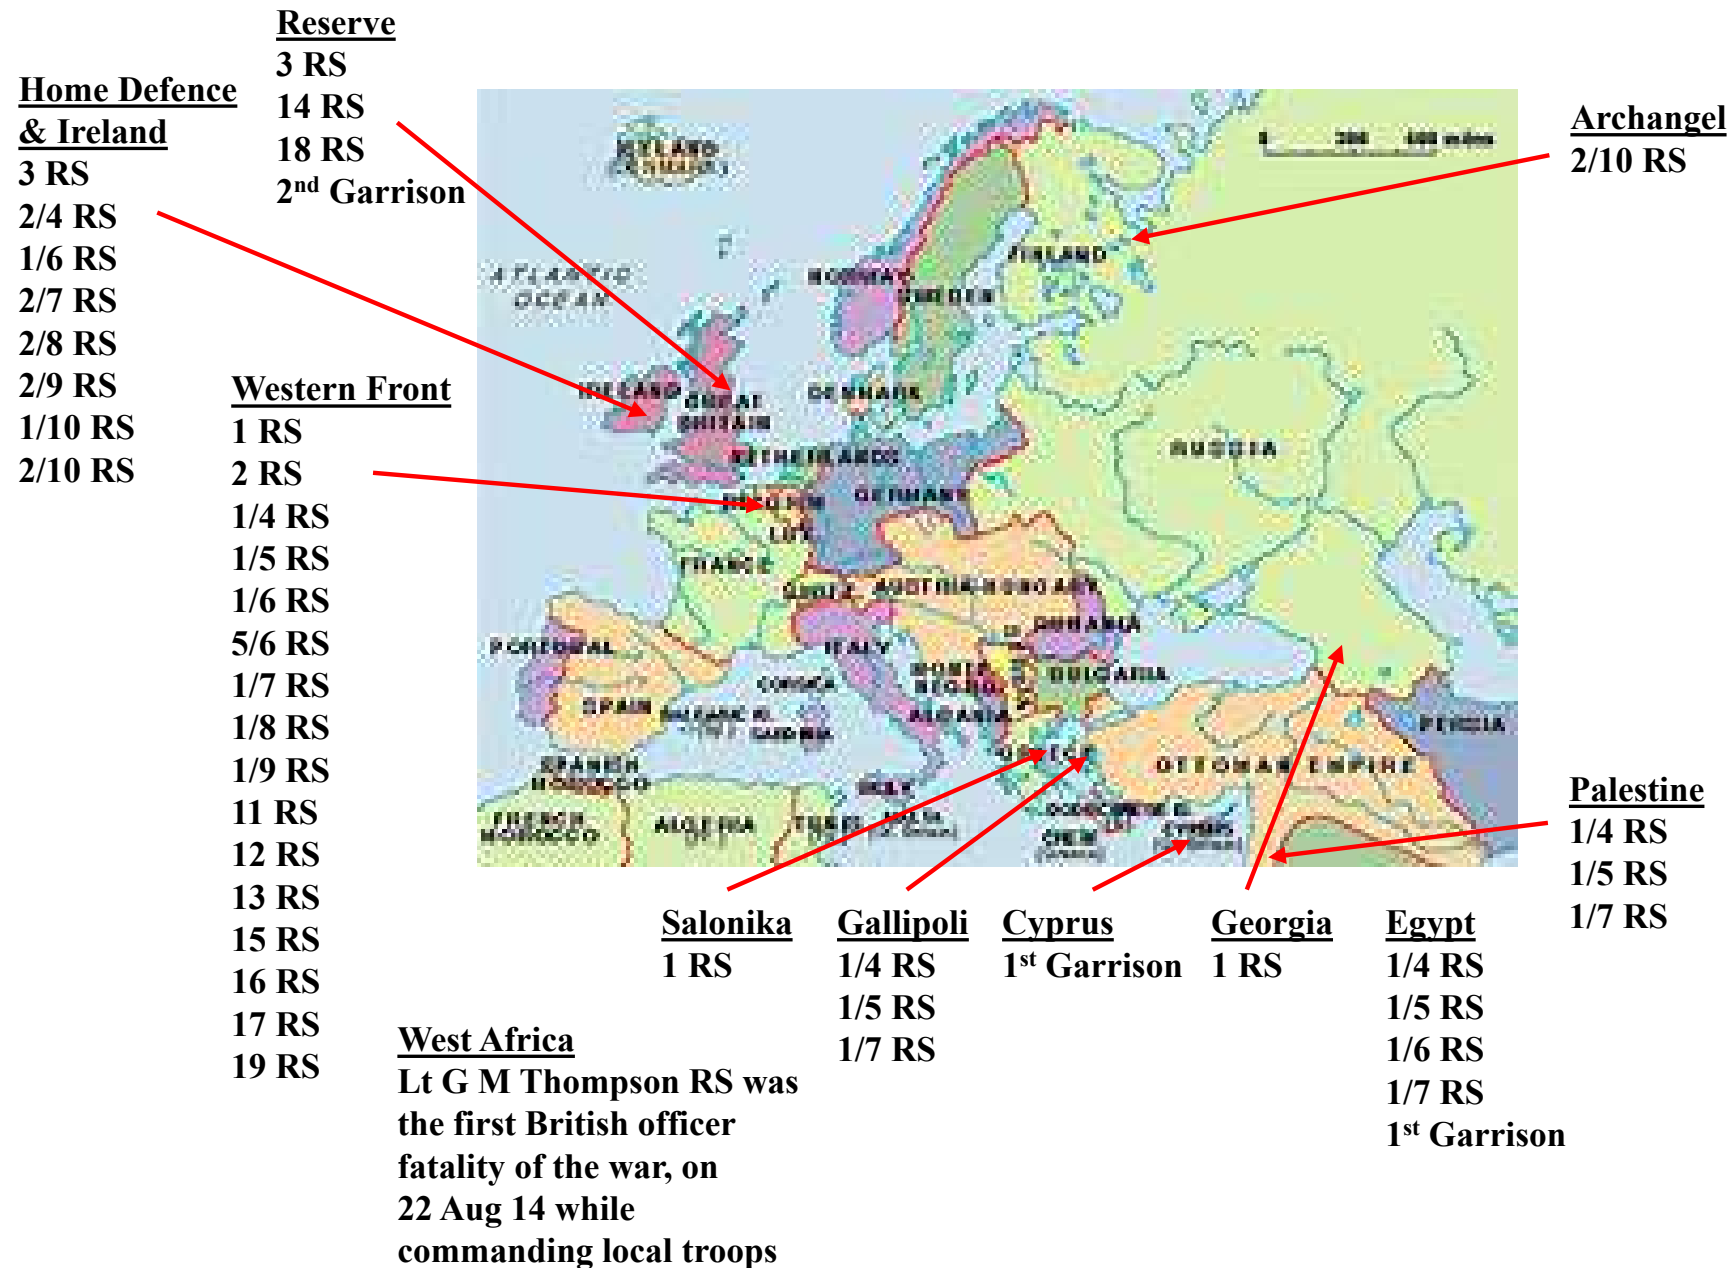 Reserve
3 RS
14 RS
18 RS
2nd Garrison
Home Defence
& Ireland
3 RS
2/4 RS
1/6 RS
2/7 RS
2/8 RS
2/9 RS
1/10 RS
2/10 RS
Western Front
1 RS
2 RS
1/4 RS
1/5 RS
1/6 RS
5/6 RS
1/7 RS
1/8 RS
1/9 RS
11 RS
12 RS
13 RS
15 RS
16 RS
17 RS
19 RS
Archangel
2/10 RS
ATLANTIC
OCEAN
NORWAY
SWEDEN
FINLAND
DENMARK
IRELAND
GREAT
BRITAIN
NETHERLANDS
GERMANY
RUSSIA
FRANCE
AUSTRIA-HUNGARY
PORTUGAL
SPAIN
ITALY
CORSICA
BULGARIA
ALBANIA
GREECE
OTTOMAN EMPIRE
PERSIA
SPANISH
MOROCCO
FRENCH
MOROCCO
ALGERIA
CYPRUS
Palestine
1/4 RS
1/5 RS
1/7 RS
Salonika
1 RS
Gallipoli
1/4 RS
1/5 RS
1/7 RS
Cyprus
1st Garrison
Georgia
1 RS
Egypt
1/4 RS
1/5 RS
1/6 RS
1/7 RS
1st Garrison
West Africa
Lt G M Thompson RS was
the first British officer
fatality of the war, on
22 Aug 14 while
commanding local troops